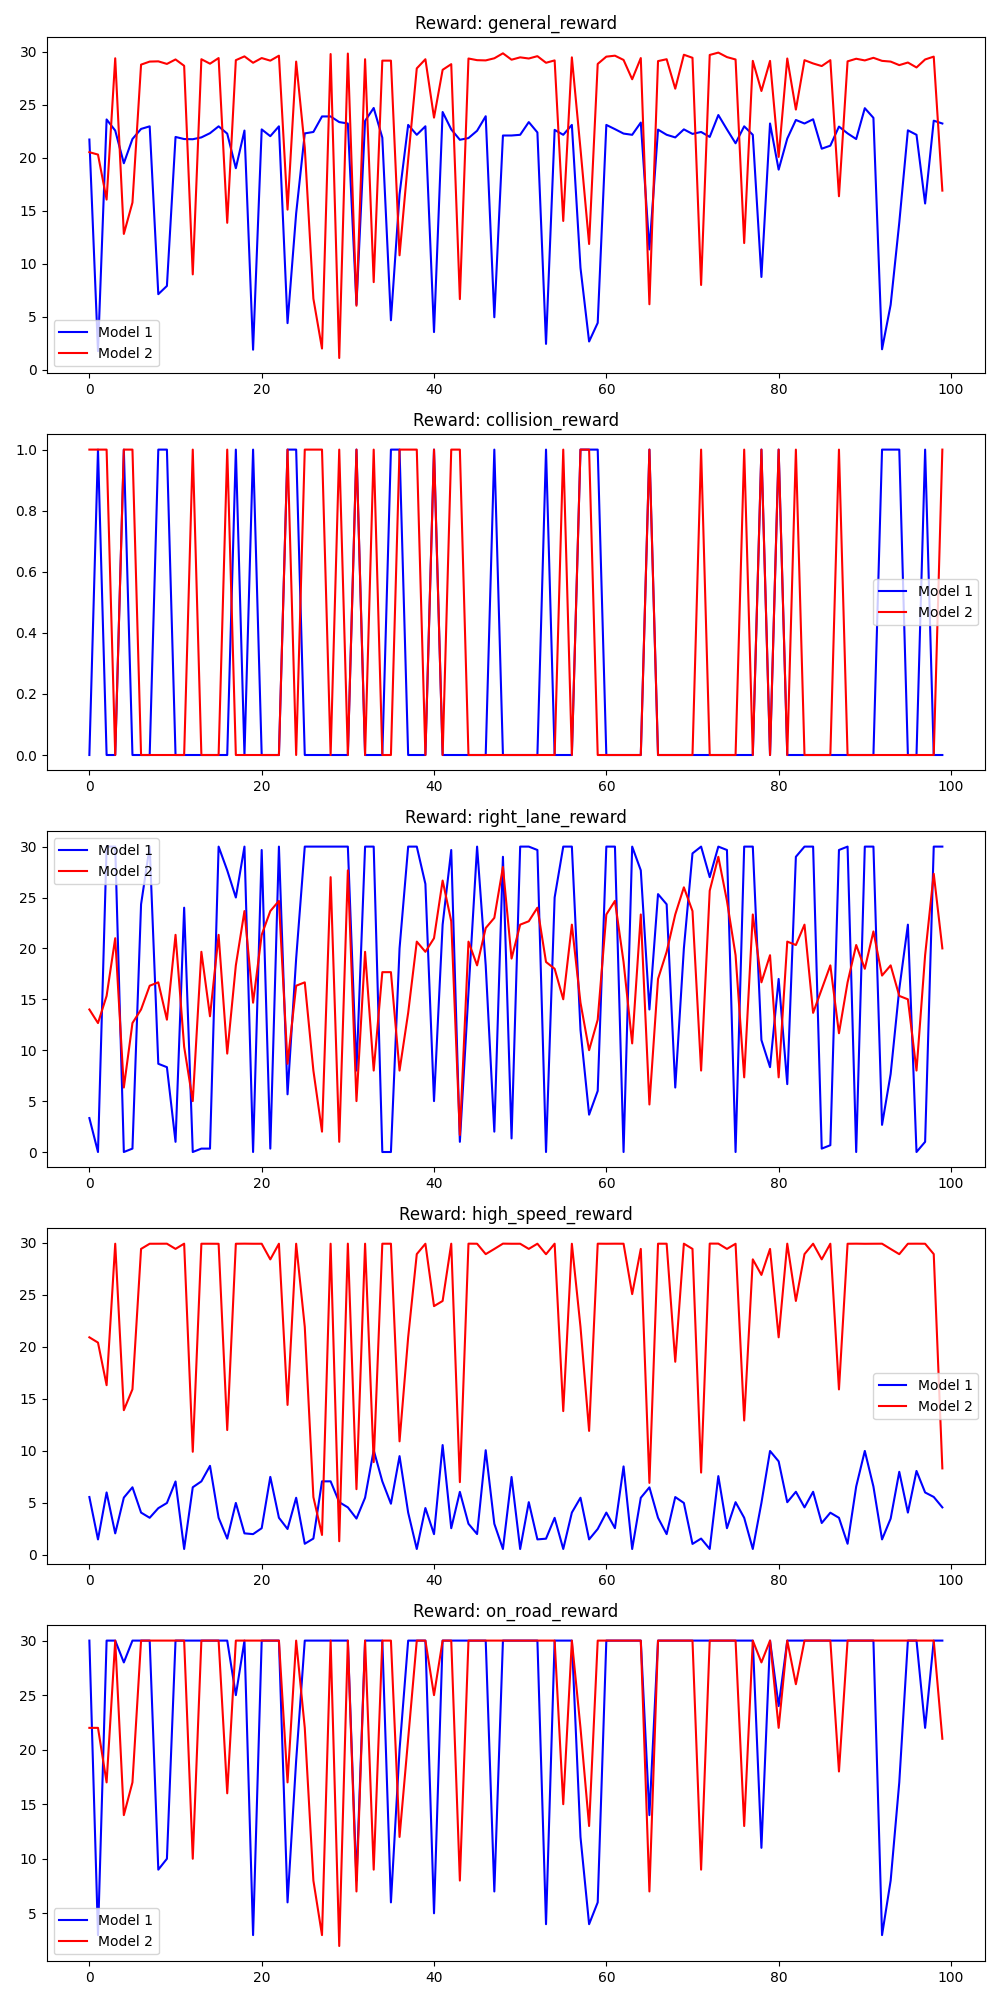 Reward: general_reward
30
25
20
15
10
5
0
Model 1
Model 2
0 20 40 60 80 100
Reward: collision_reward
1.0
0.8
0.6
0.4
0.2
0.0
Model 1
Model 2
0 20 40 60 80 100
Reward: right_lane_reward
30
25
20
15
10
5
0
Model 1
Model 2
0 20 40 60 80 100
Reward: high_speed_reward
30
25
20
15
10
5
0
Model 1
Model 2
0 20 40 60 80 100
Reward: on_road_reward
30
25
20
15
10
5
Model 1
Model 2
0 20 40 60 80 100